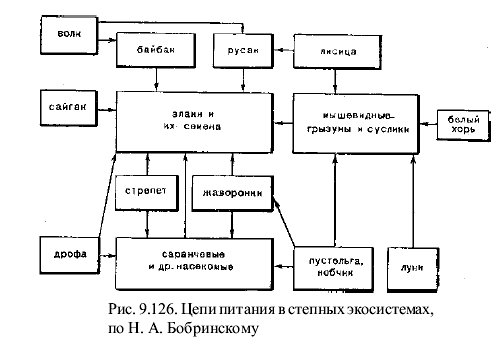 волк
байбак
русак
лисица
сайгак
злаки и
их семена
мышевидные
грызуны и суслики
белый
хорь
стрепет
жаворонки
дрофа
саранчовые
и др. насекомые
пустельга,
кобчик
луни
Рис. 9.126. Цепи питания в степных экосистемах,
по Н. А. Бобринскому